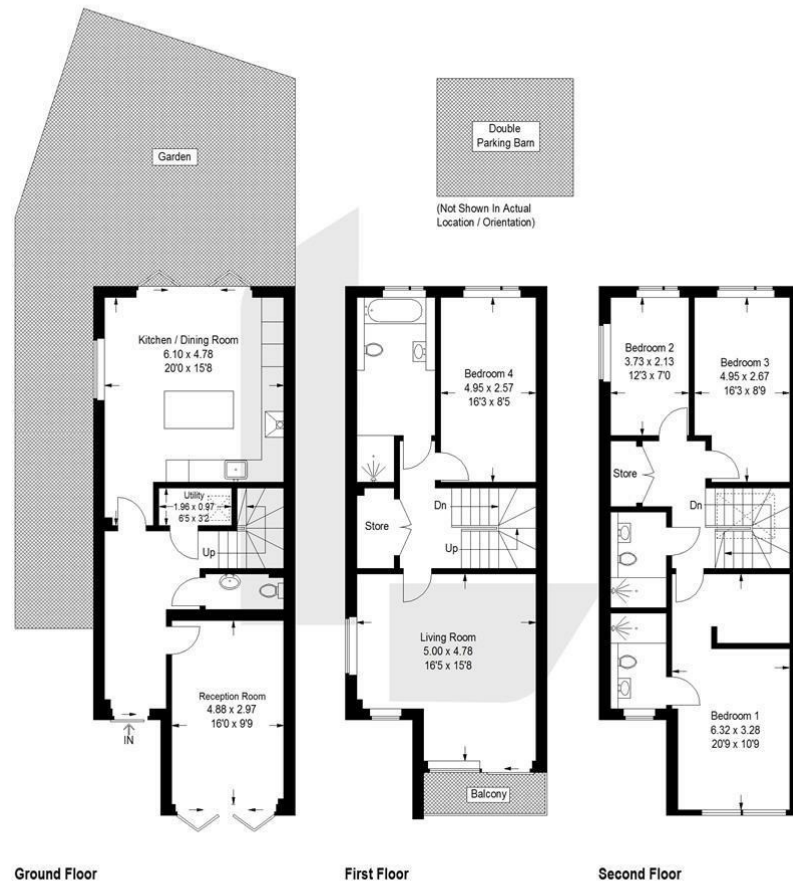 Garden
Double
Parking Barn
(Not Shown In Actual
Location / Orientation)
Kitchen / Dining Room
6.10 x 4.78
20'0 x 15'8
Utility
1.96 x 0.97
6'5 x 3'2
Up
Reception Room
4.88 x 2.97
16'0 x 9'9
IN
Ground Floor
Bedroom 4
4.95 x 2.57
16'3 x 8'5
Store
Dn
Up
Living Room
5.00 x 4.78
16'5 x 15'8
Balcony
First Floor
Bedroom 2
3.73 x 2.13
12'3 x 7'0
Bedroom 3
4.95 x 2.67
16'3 x 8'9
Store
Dn
Bedroom 1
6.32 x 3.28
20'9 x 10'9
Second Floor